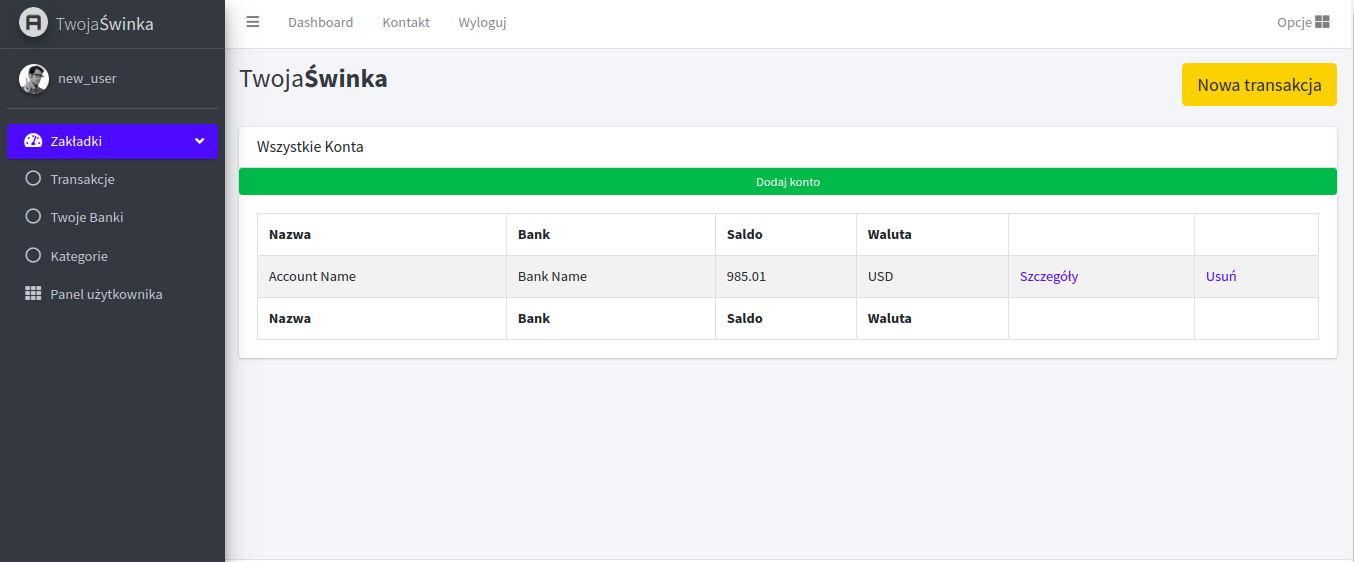 TwojaŚwinka
Dashboard Kontakt Wyloguj Opcje
new_user
TwojaŚwinka
Nowa transakcja
Zakładki
Transakcje
Twoje Banki
Kategorie
Panel użytkownika
Wszystkie Konta
Dodaj konto
Nazwa Bank Saldo Waluta
Account Name Bank Name 985.01 USD Szczegóły Usuń
Nazwa Bank Saldo Waluta